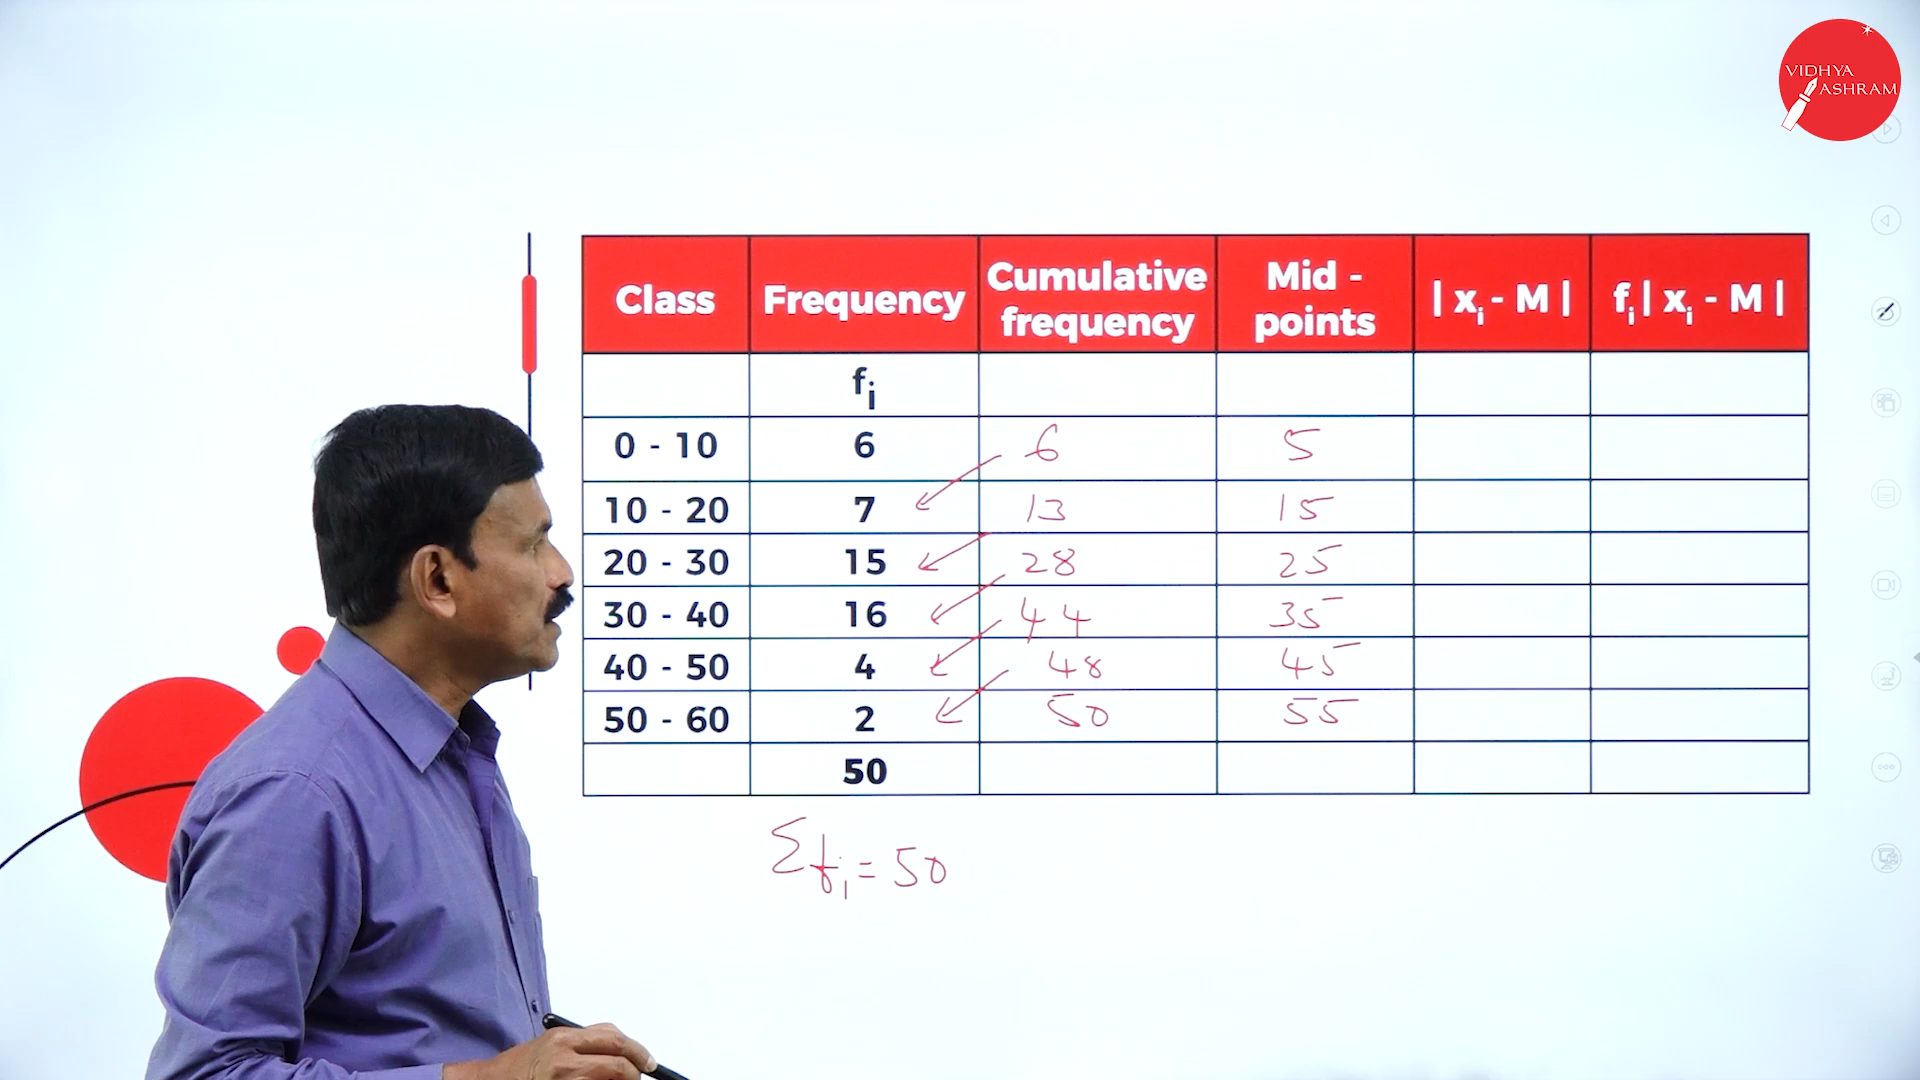 VIDHYA
ASHRAM
Class Frequency Cumulative frequency Mid - points | xi - M | fi | xi - M |
fi
0 - 10 6 6 5
10 - 20 7 13 15
20 - 30 15 28 25
30 - 40 16 44 35
40 - 50 4 48 45
50 - 60 2 50 55
50
Σfi = 50